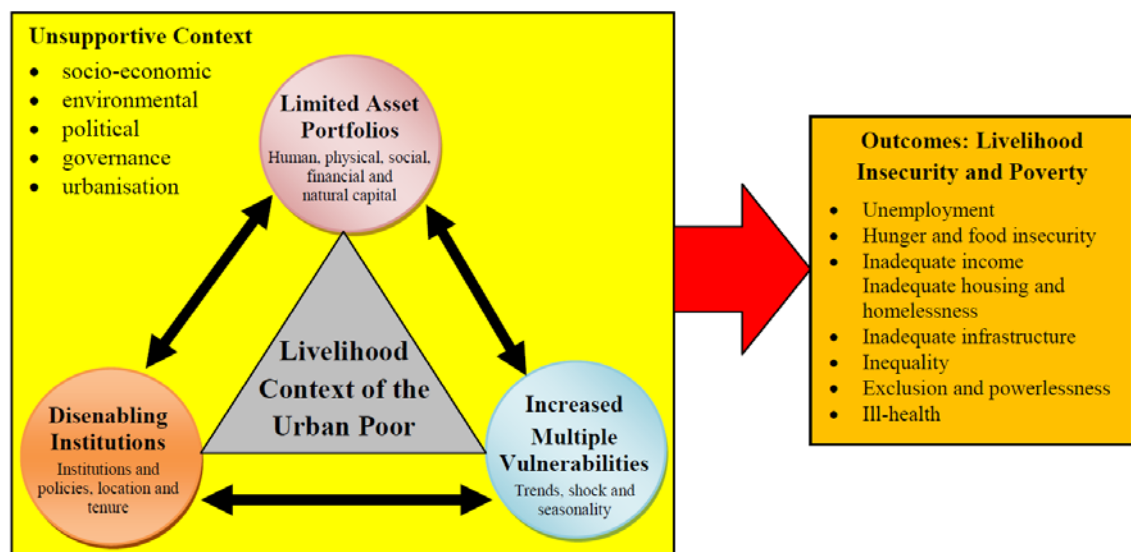 Unsupportive Context
• socio-economic
• environmental
• political
• governance
• urbanisation
Limited Asset
Portfolios
Human, physical, social,
financial and
natural capital
Livelihood
Context of the
Urban Poor
Disenabling
Institutions
Institutions and
policies, location and
tenure
Increased
Multiple
Vulnerabilities
Trends, shock and
seasonality
Outcomes: Livelihood
Insecurity and Poverty
• Unemployment
• Hunger and food insecurity
• Inadequate income
Inadequate housing and
homelessness
• Inadequate infrastructure
• Inequality
• Exclusion and powerlessness
• Ill-health